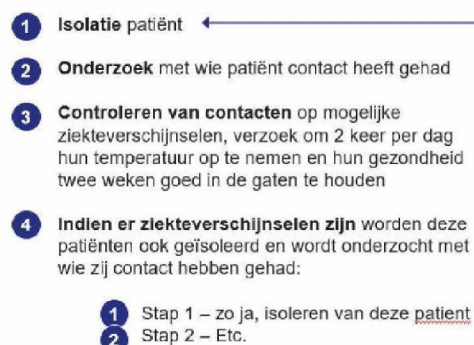 1 Isolatie patiënt
2 Onderzoek met wie patiënt contact heeft gehad
3 Controleren van contacten op mogelijke
ziekteverschijnselen, verzoek om 2 keer per dag
hun temperatuur op te nemen en hun gezondheid
twee weken goed in de gaten te houden
4 Indien er ziekteverschijnselen zijn worden deze
patiënten ook geïsoleerd en wordt onderzocht met
wie zij contact hebben gehad:
1 Stap 1 – zo ja, isoleren van deze patient
2 Stap 2 – Etc.